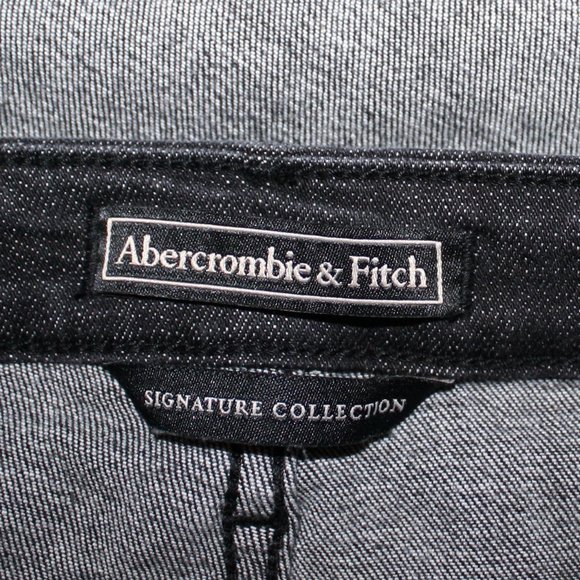 Abercrombie & Fitch
SIGNATURE COLLECTION